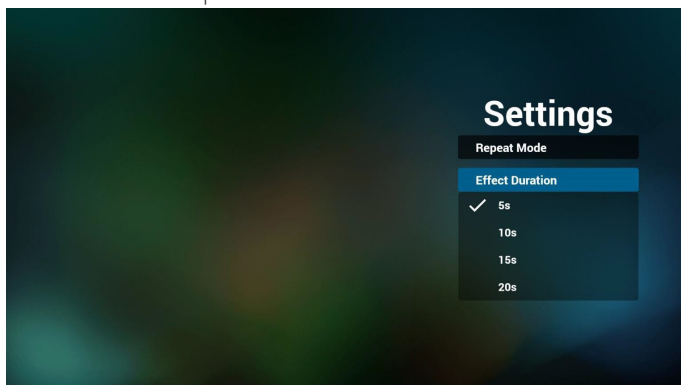 Settings
Repeat Mode
Effect Duration
5s
10s
15s
20s